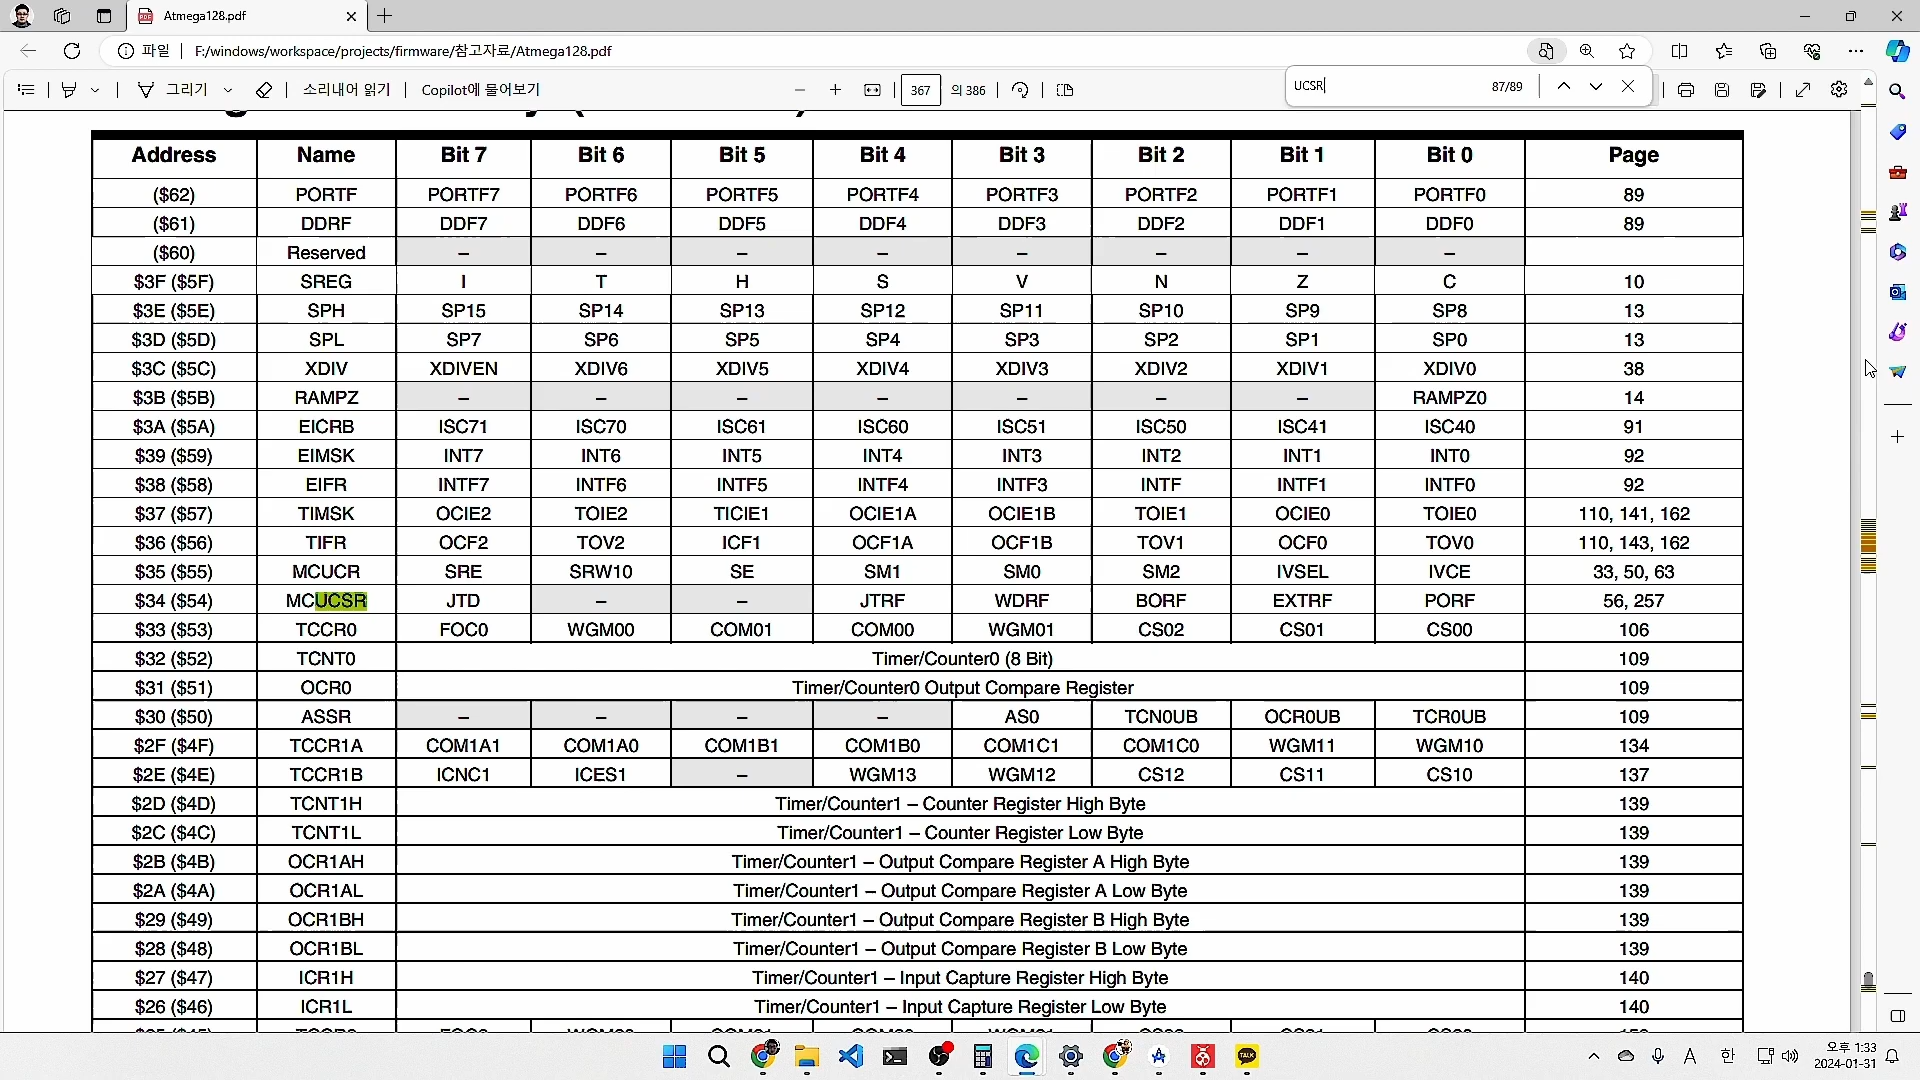 Atmega128.pdf
파일 F:/windows/workspace/projects/firmware/참고자료/Atmega128.pdf
그리기 소리내어 읽기 Copilot에 물어보기 367 의 386 UCSR 87/89
Address Name Bit 7 Bit 6 Bit 5 Bit 4 Bit 3 Bit 2 Bit 1 Bit 0 Page
($62) PORTF PORTF7 PORTF6 PORTF5 PORTF4 PORTF3 PORTF2 PORTF1 PORTF0 89
($61) DDRF DDF7 DDF6 DDF5 DDF4 DDF3 DDF2 DDF1 DDF0 89
($60) Reserved – – – – – – – –
$3F ($5F) SREG I T H S V N Z C 10
$3E ($5E) SPH SP15 SP14 SP13 SP12 SP11 SP10 SP9 SP8 13
$3D ($5D) SPL SP7 SP6 SP5 SP4 SP3 SP2 SP1 SP0 13
$3C ($5C) XDIV XDIVEN XDIV6 XDIV5 XDIV4 XDIV3 XDIV2 XDIV1 XDIV0 38
$3B ($5B) RAMPZ – – – – – – – RAMPZ0 14
$3A ($5A) EICRB ISC71 ISC70 ISC61 ISC60 ISC51 ISC50 ISC41 ISC40 91
$39 ($59) EIMSK INT7 INT6 INT5 INT4 INT3 INT2 INT1 INT0 92
$38 ($58) EIFR INTF7 INTF6 INTF5 INTF4 INTF3 INTF INTF1 INTF0 92
$37 ($57) TIMSK OCIE2 TOIE2 TICIE1 OCIE1A OCIE1B TOIE1 OCIE0 TOIE0 110, 141, 162
$36 ($56) TIFR OCF2 TOV2 ICF1 OCF1A OCF1B TOV1 OCF0 TOV0 110, 143, 162
$35 ($55) MCUCR SRE SRW10 SE SM1 SM0 SM2 IVSEL IVCE 33, 50, 63
$34 ($54) MCUCSR JTD – – JTRF WDRF BORF EXTRF PORF 56, 257
$33 ($53) TCCR0 FOC0 WGM00 COM01 COM00 WGM01 CS02 CS01 CS00 106
$32 ($52) TCNT0 Timer/Counter0 (8 Bit) 109
$31 ($51) OCR0 Timer/Counter0 Output Compare Register 109
$30 ($50) ASSR – – – – AS0 TCN0UB OCR0UB TCR0UB 109
$2F ($4F) TCCR1A COM1A1 COM1A0 COM1B1 COM1B0 COM1C1 COM1C0 WGM11 WGM10 134
$2E ($4E) TCCR1B ICNC1 ICES1 – WGM13 WGM12 CS12 CS11 CS10 137
$2D ($4D) TCNT1H Timer/Counter1 – Counter Register High Byte 139
$2C ($4C) TCNT1L Timer/Counter1 – Counter Register Low Byte 139
$2B ($4B) OCR1AH Timer/Counter1 – Output Compare Register A High Byte 139
$2A ($4A) OCR1AL Timer/Counter1 – Output Compare Register A Low Byte 139
$29 ($49) OCR1BH Timer/Counter1 – Output Compare Register B High Byte 139
$28 ($48) OCR1BL Timer/Counter1 – Output Compare Register B Low Byte 139
$27 ($47) ICR1H Timer/Counter1 – Input Capture Register High Byte 140
$26 ($46) ICR1L Timer/Counter1 – Input Capture Register Low Byte 140
TALK A 한 오후 1:33
2024-01-31